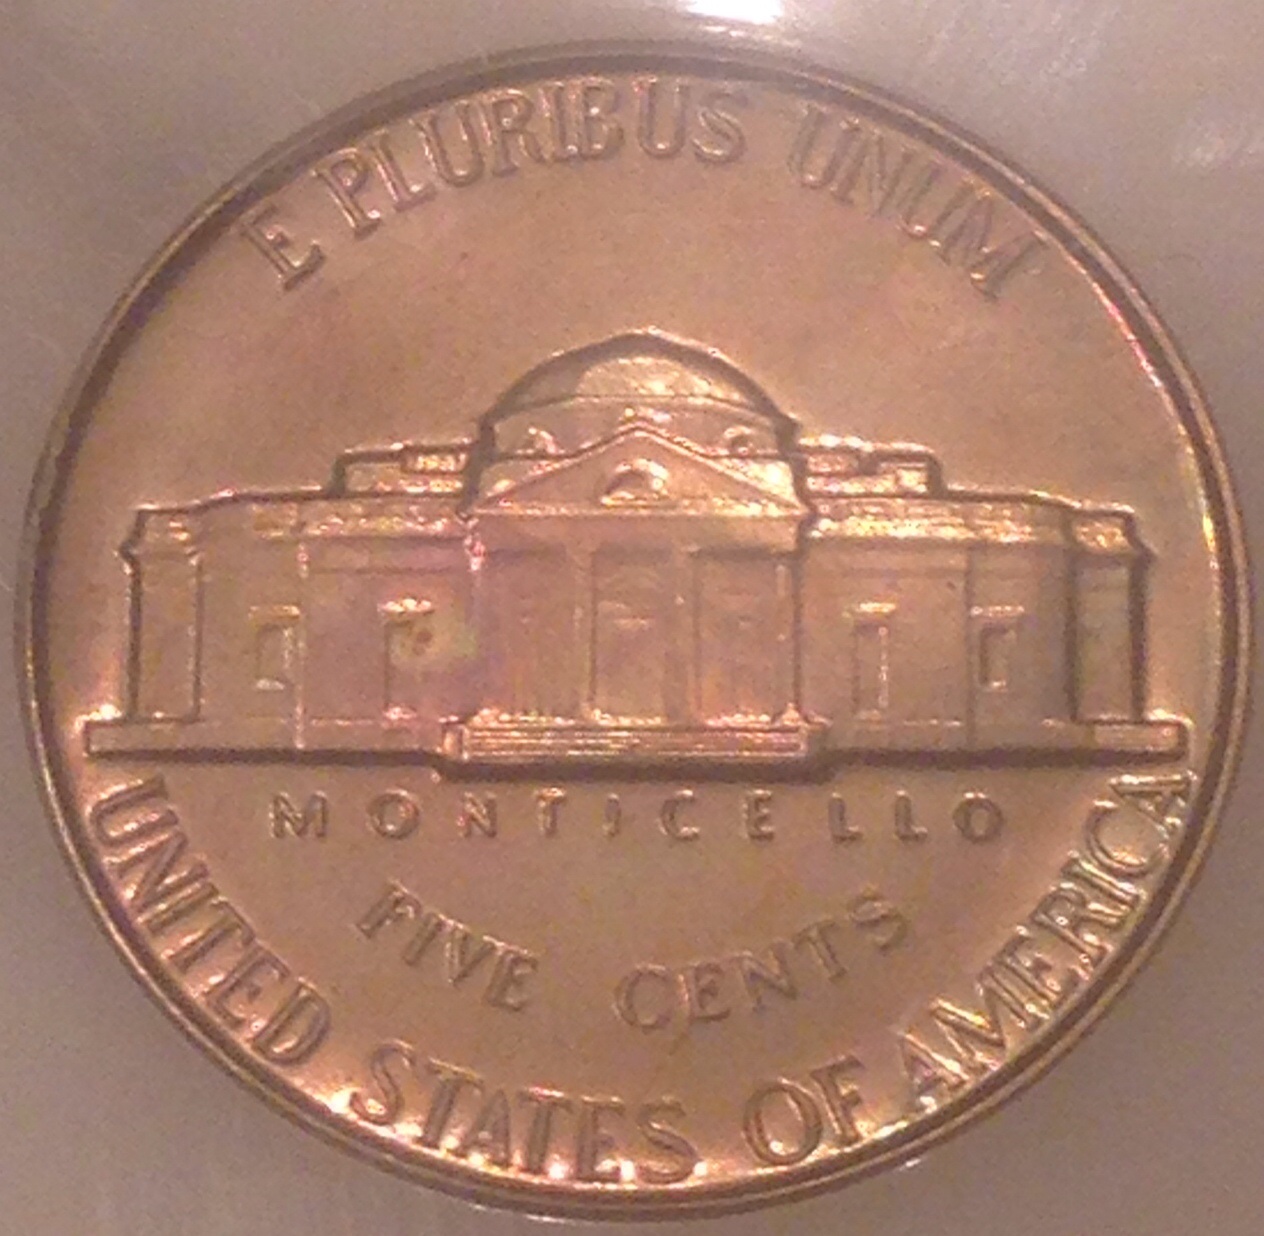 E PLURIBUS UNUM
MONTICELLO
FIVE CENTS
UNITED STATES OF AMERICA